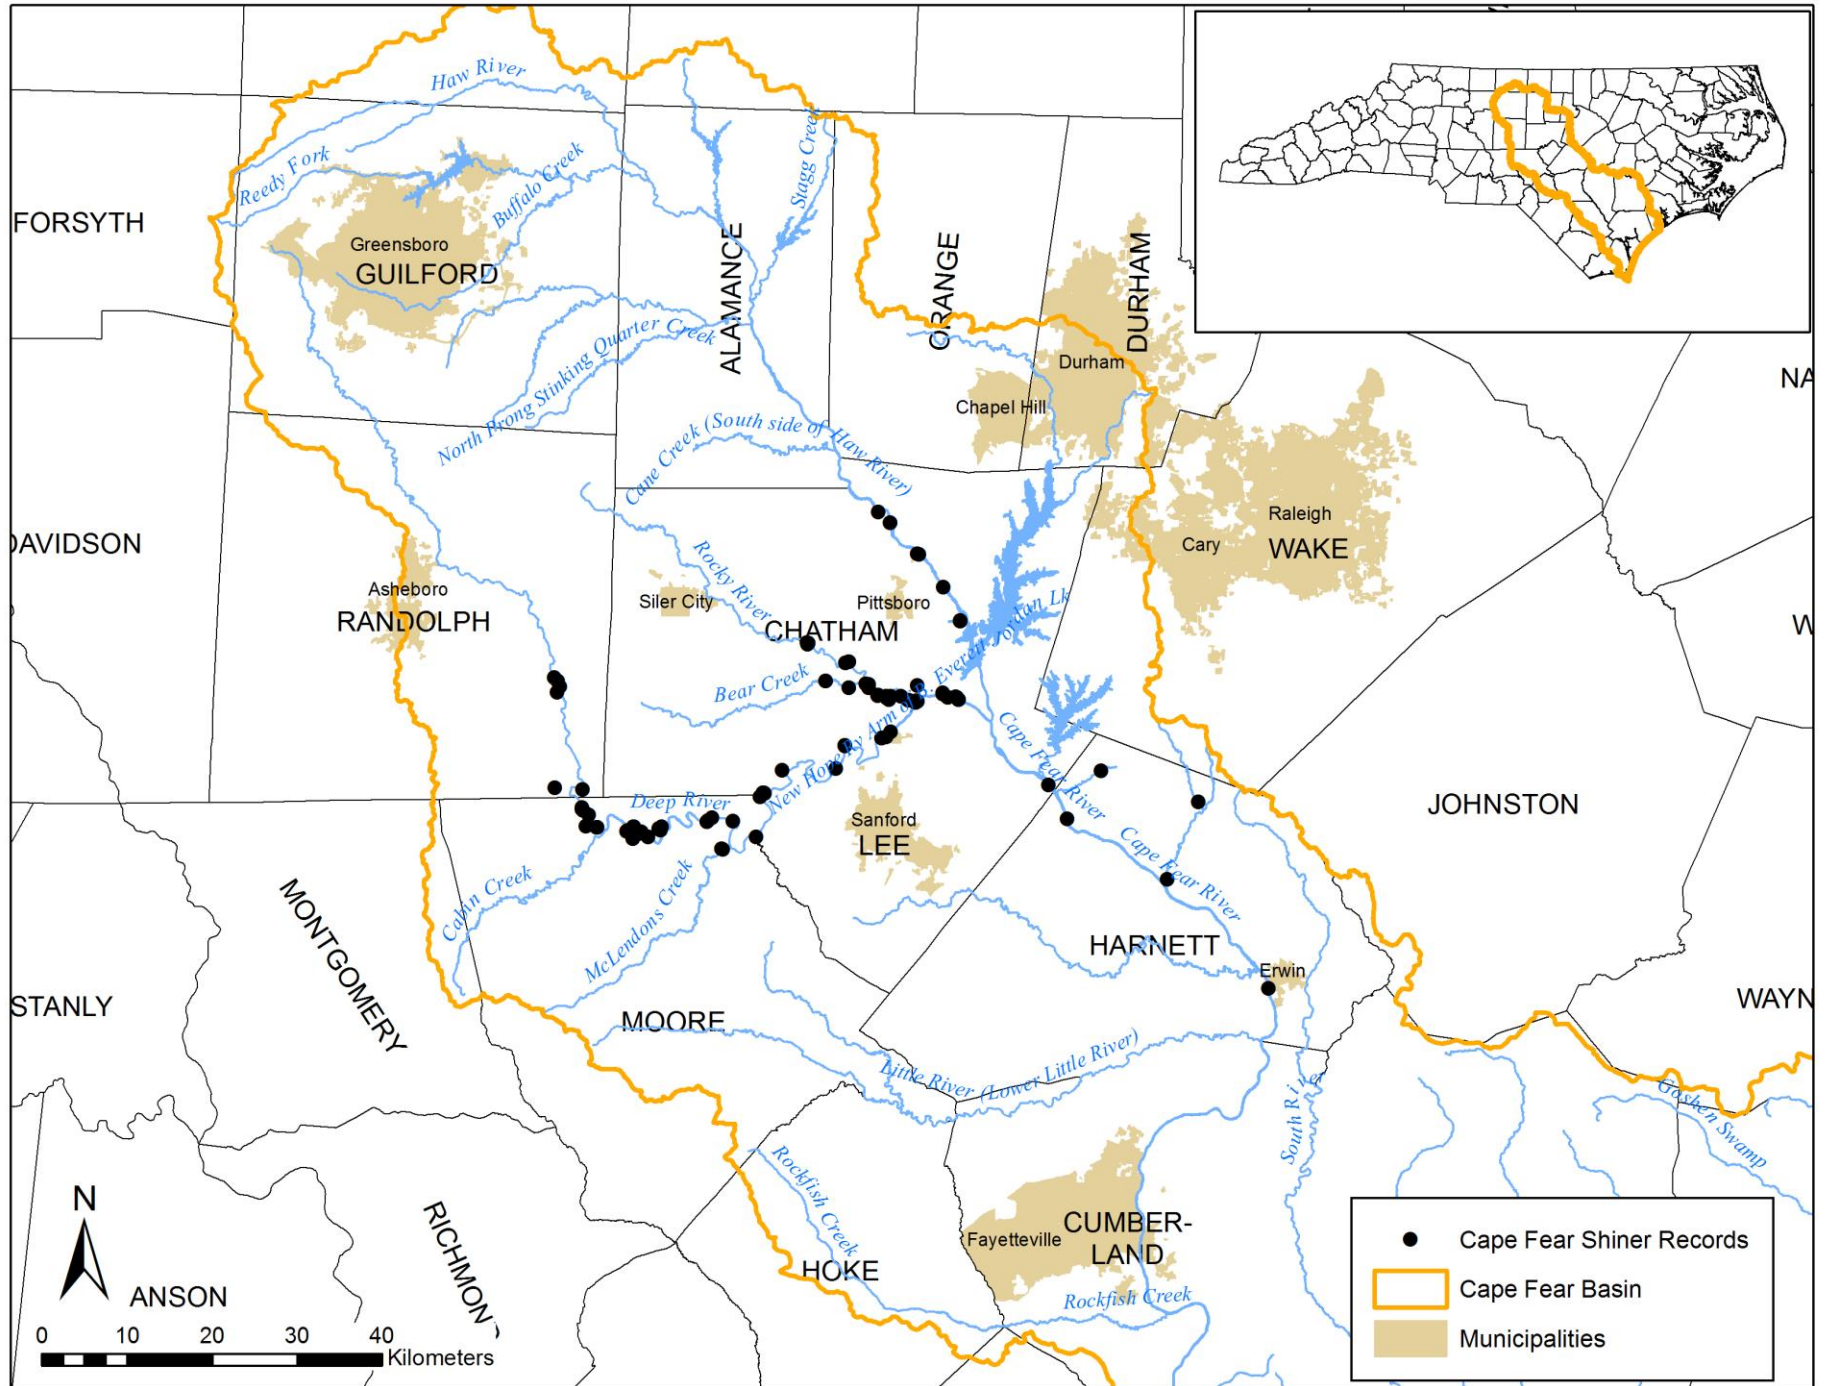 Haw River
Stagg Creek
Reedy Fork
Buffalo Creek
FORSYTH
Greensboro
GUILFORD
ALAMANCE
ORANGE
DURHAM
Durham
North Prong Stinking Quarter Creek
Chapel Hill
NA
Cane Creek (South side of Haw River)
Raleigh
Cary
WAKE
DAVIDSON
Rocky River
Asheboro
RANDOLPH
Siler City
Pittsboro
CHATHAM
W
Bear Creek
New Hope Rv Arm of B. Everett Jordan Lk
Cape Fear River
Deep River
Sanford
LEE
JOHNSTON
Cape Fear River
Cabin Creek
McLendons Creek
MONTGOMERY
HARNETT
Erwin
STANLY
MOORE
WAYN
Little River (Lower Little River)
South River
Goshen Swamp
Rockfish Creek
N
RICHMOND
Fayetteville
CUMBER-
LAND
HOKE
Rockfish Creek
ANSON
0 10 20 30 40
Kilometers
Cape Fear Shiner Records
Cape Fear Basin
Municipalities